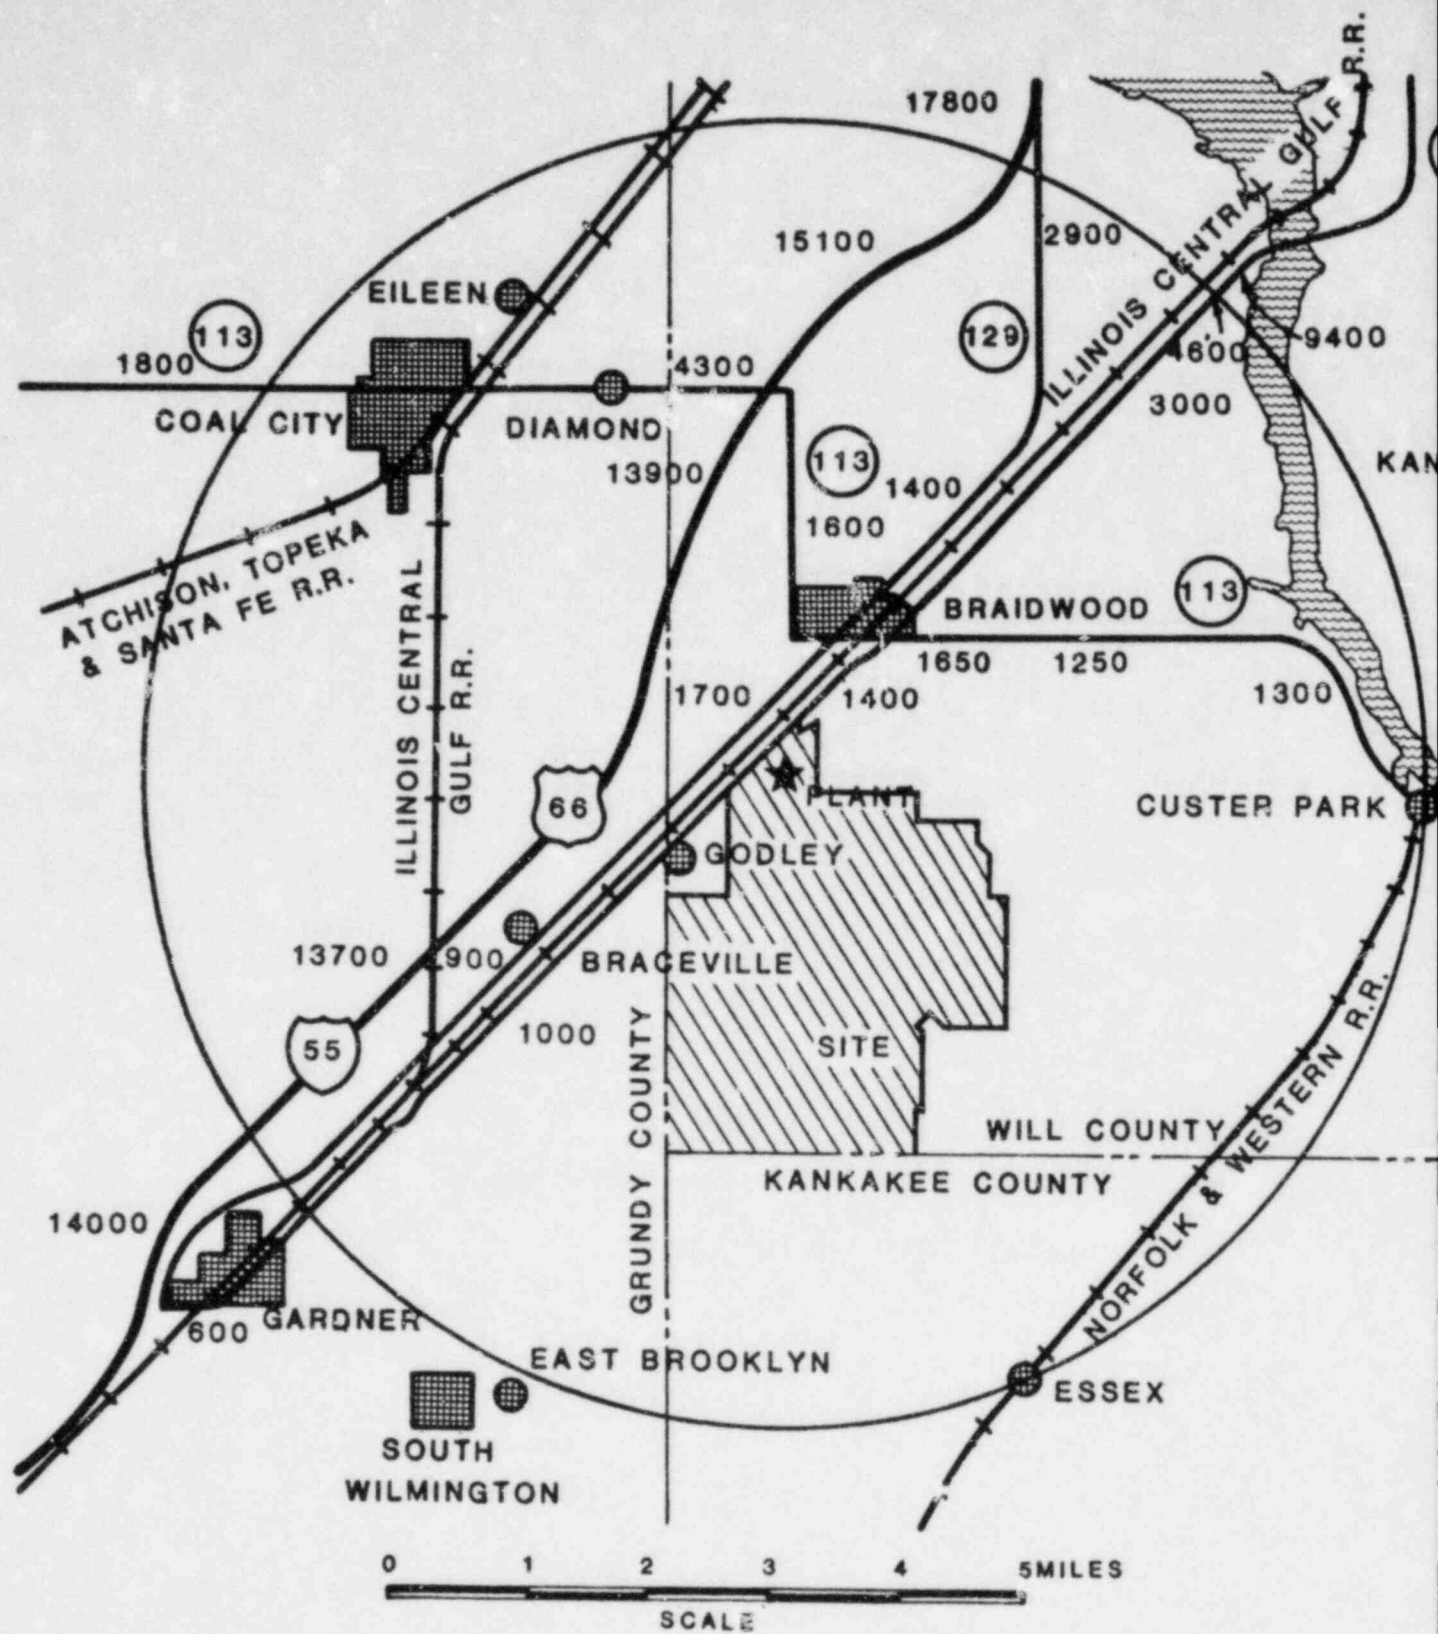 R.R.
17800
GULF
15100
2900
ILLINOIS CENTRAL
EILEEN
113
129
1800
4300
4600
9400
COAL CITY
DIAMOND
3000
13900
113
1400
KAN
1600
ATCHISON, TOPEKA
& SANTA FE R.R.
BRAIDWOOD
113
1650
1250
1700
1400
1300
ILLINOIS CENTRAL
GULF R.R.
66
PLANT
CUSTER PARK
GODLEY
13700
900
BRACEVILLE
1000
SITE
55
GRUNDY COUNTY
WILL COUNTY
KANKAKEE COUNTY
NORFOLK & WESTERN R.R.
14000
GARDNER
600
EAST BROOKLYN
ESSEX
SOUTH
WILMINGTON
0 1 2 3 4 5MILES
SCALE